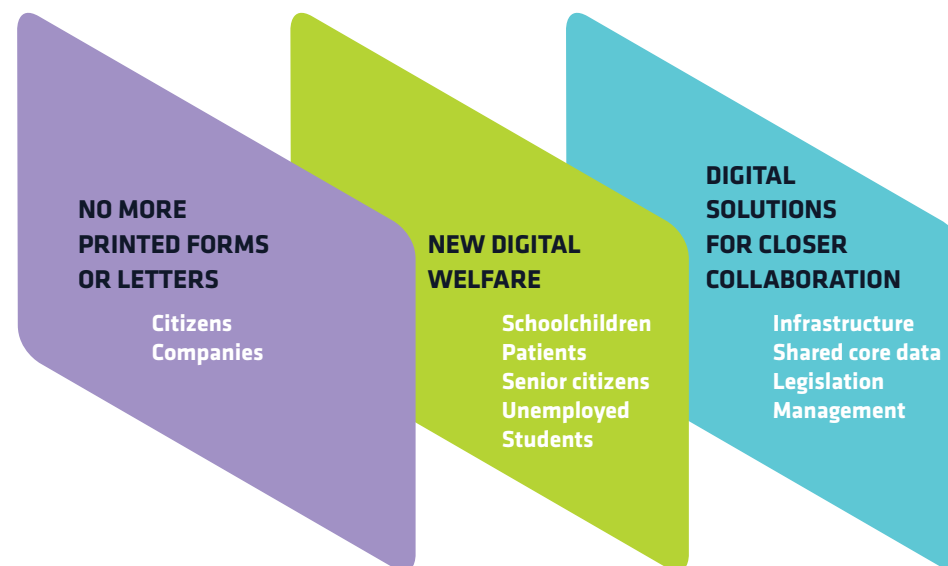 NO MORE
PRINTED FORMS
OR LETTERS
Citizens
Companies
NEW DIGITAL
WELFARE
Schoolchildren
Patients
Senior citizens
Unemployed
Students
DIGITAL
SOLUTIONS
FOR CLOSER
COLLABORATION
Infrastructure
Shared core data
Legislation
Management